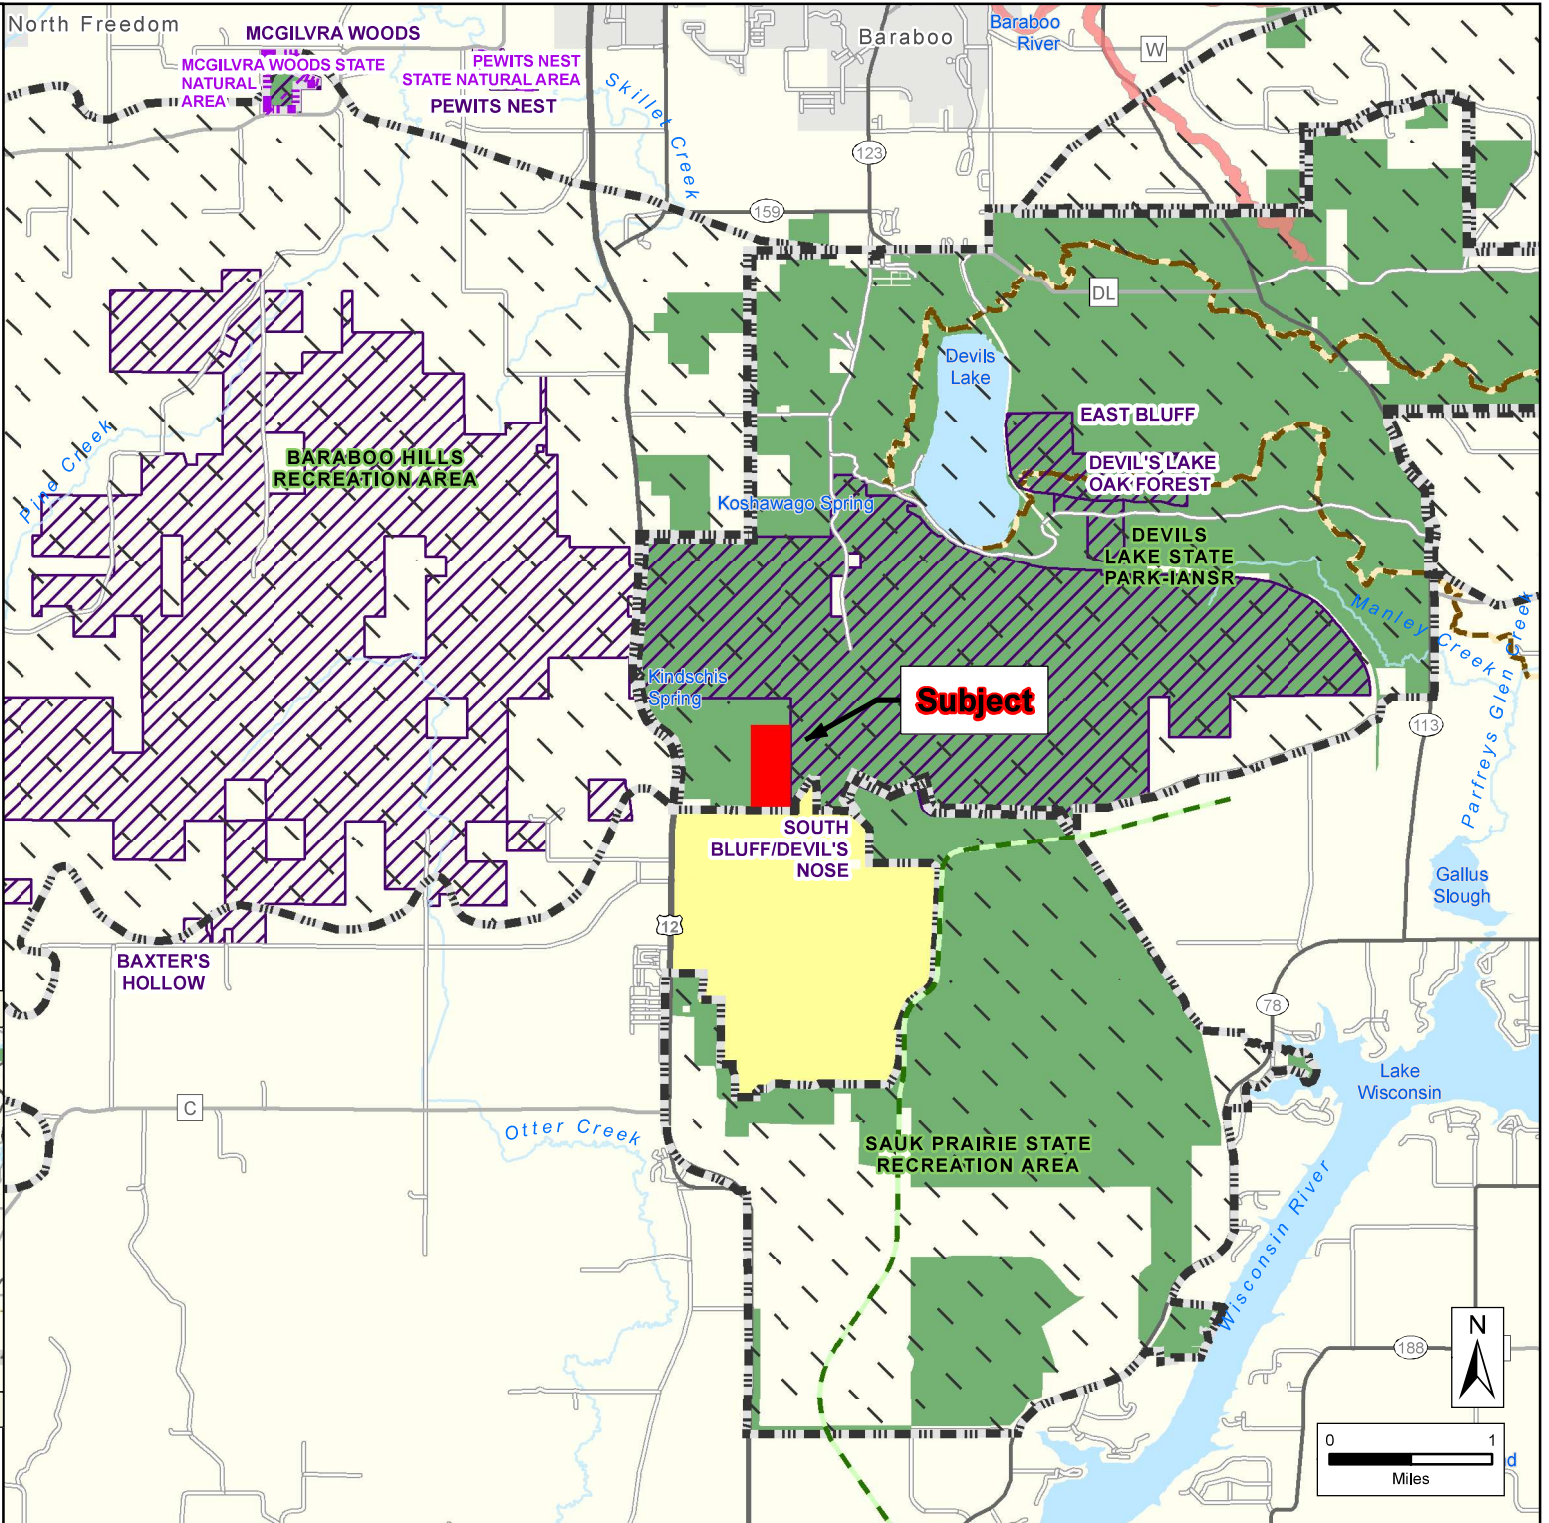 North Freedom
MCGILVRA WOODS
MCGILVRA WOODS STATE
NATURAL
AREA
PEWITS NEST
STATE NATURAL AREA
PEWITS NEST
Skillet Creek
Baraboo
Baraboo
River
W
123
159
DL
Devils
Lake
EAST BLUFF
DEVIL'S LAKE
OAK FOREST
Pine Creek
BARABOO HILLS
RECREATION AREA
Koshawago Spring
DEVILS
LAKE STATE
PARK-IANSR
Manley Creek
Parfreys Glen Creek
Kindschis
Spring
Subject
113
SOUTH
BLUFF/DEVIL'S
NOSE
Gallus
Slough
12
BAXTER'S
HOLLOW
78
Lake
Wisconsin
C
Otter Creek
SAUK PRAIRIE STATE
RECREATION AREA
Wisconsin River
188
N
0 1
Miles
d